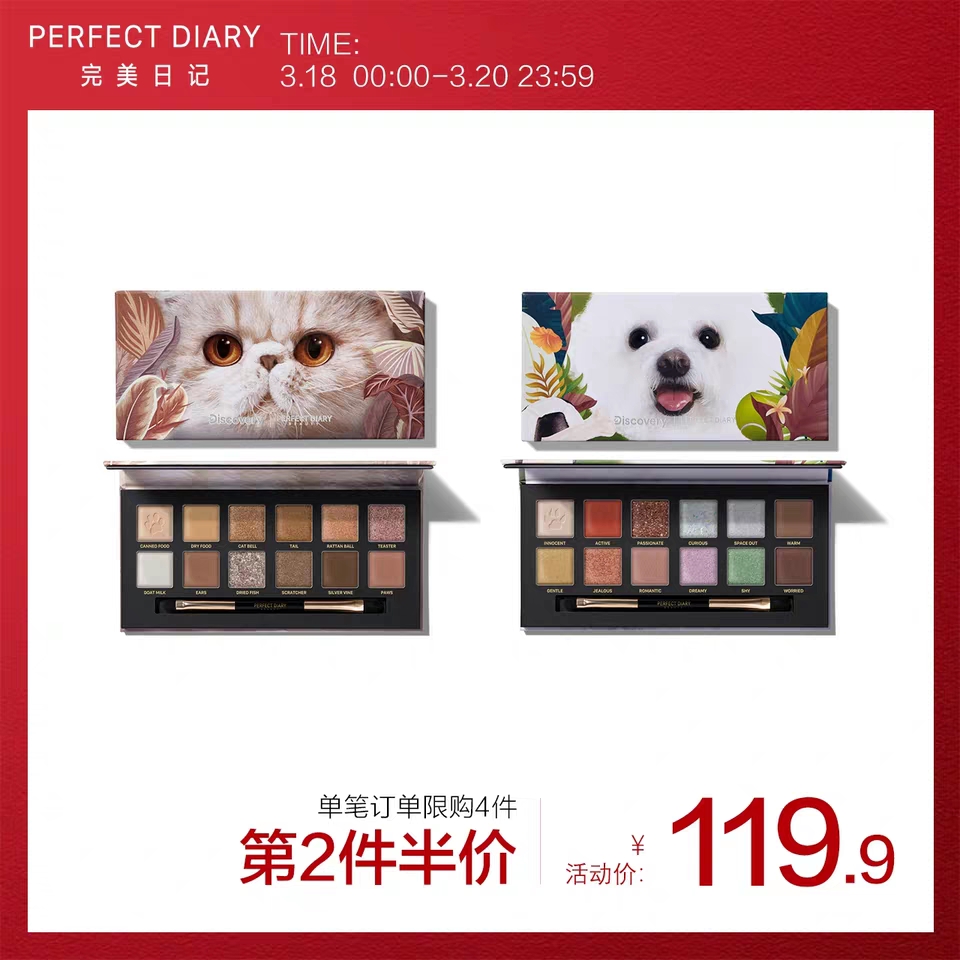 PERFECT DIARY
完美日记
TIME:
3.18 00:00-3.20 23:59
Discovery PERFECT DIARY
Discovery PERFECT DIARY
CANNED FOOD DRY FOOD CAT BELL TAIL RATTAN BALL TEASTER
GOAT MILK EARS DRIED FISH SCRATCHER SILVER VINE PAWS
PERFECT DIARY
INNOCENT ACTIVE PASSIONATE CURIOUS SPACE OUT WARM
GENTLE JEALOUS ROMANTIC DREAMY SHY WORRIED
PERFECT DIARY
单笔订单限购4件
第2件半价
¥
活动价:
119.9